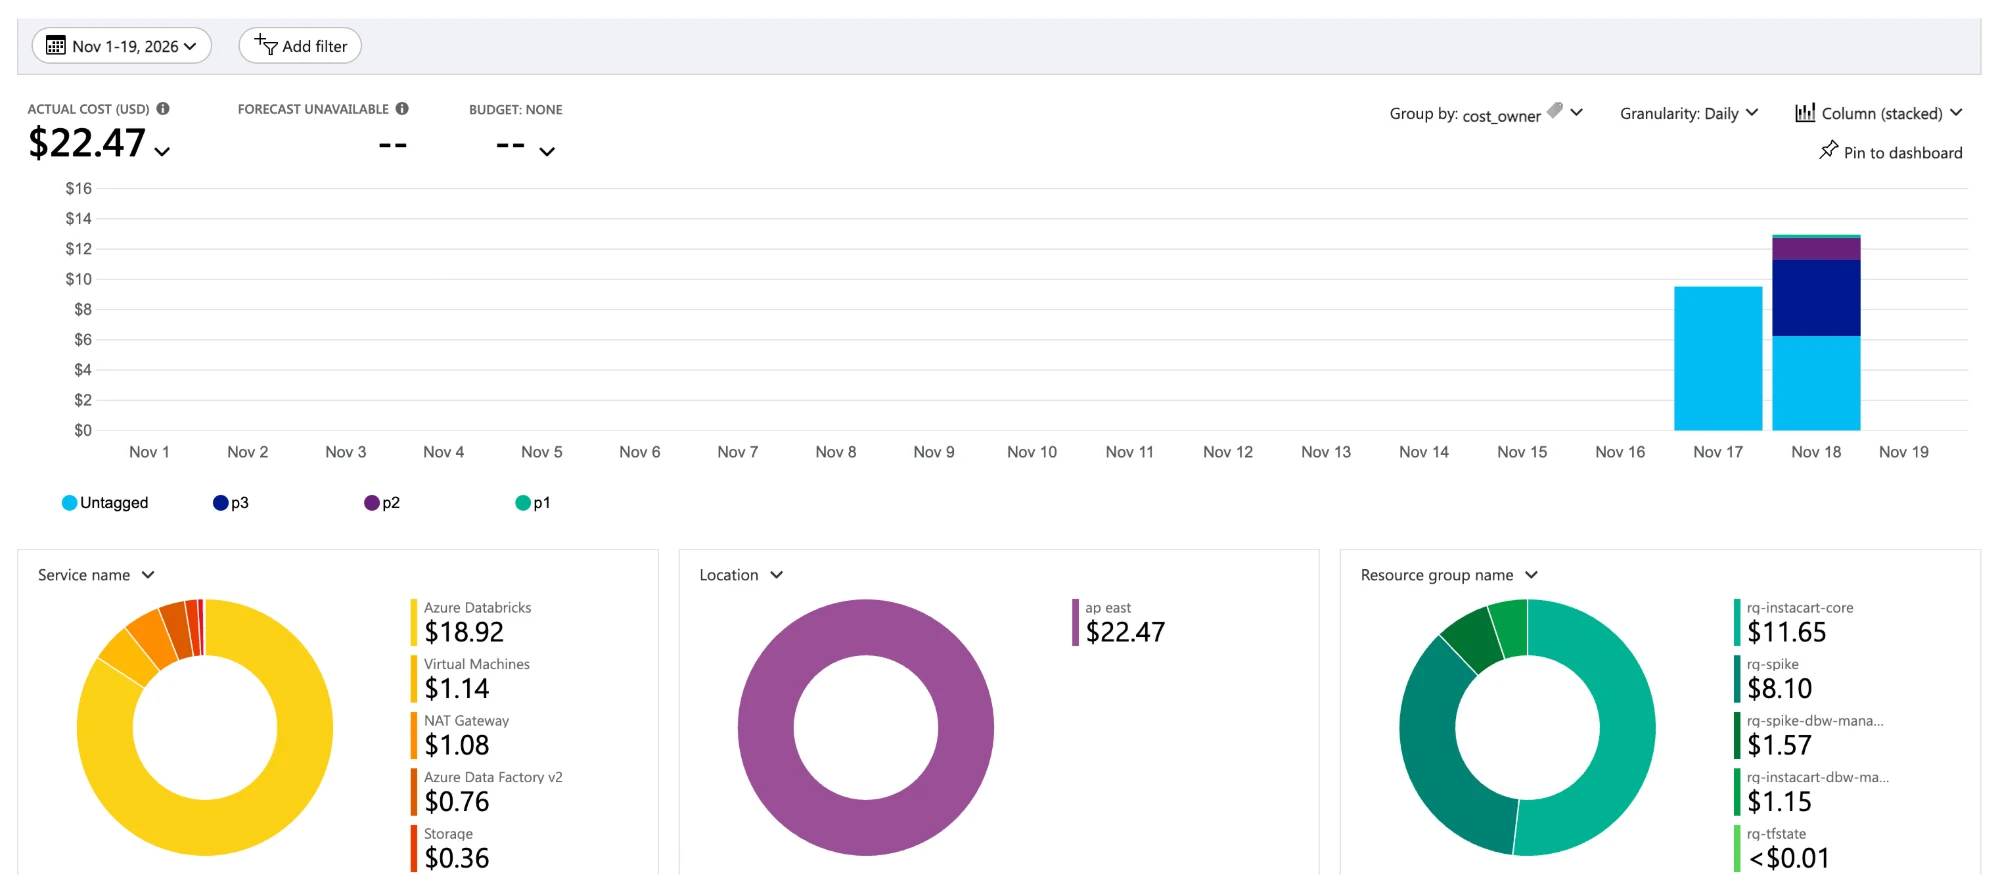 Nov 1-19, 2026
Add filter
ACTUAL COST (USD)
$22.47
FORECAST UNAVAILABLE
--
BUDGET: NONE
--
Group by: cost_owner
Granularity: Daily
Column (stacked)
Pin to dashboard
$16
$14
$12
$10
$8
$6
$4
$2
$0
Nov 1 Nov 2 Nov 3 Nov 4 Nov 5 Nov 6 Nov 7 Nov 8 Nov 9 Nov 10 Nov 11 Nov 12 Nov 13 Nov 14 Nov 15 Nov 16 Nov 17 Nov 18 Nov 19
Untagged p3 p2 p1
Service name
Azure Databricks
$18.92
Virtual Machines
$1.14
NAT Gateway
$1.08
Azure Data Factory v2
$0.76
Storage
$0.36
Location
ap east
$22.47
Resource group name
rg-instacart-core
$11.65
rg-spike
$8.10
rg-spike-dbw-mana...
$1.57
rg-instacart-dbw-ma...
$1.15
rg-tfstate
<$0.01